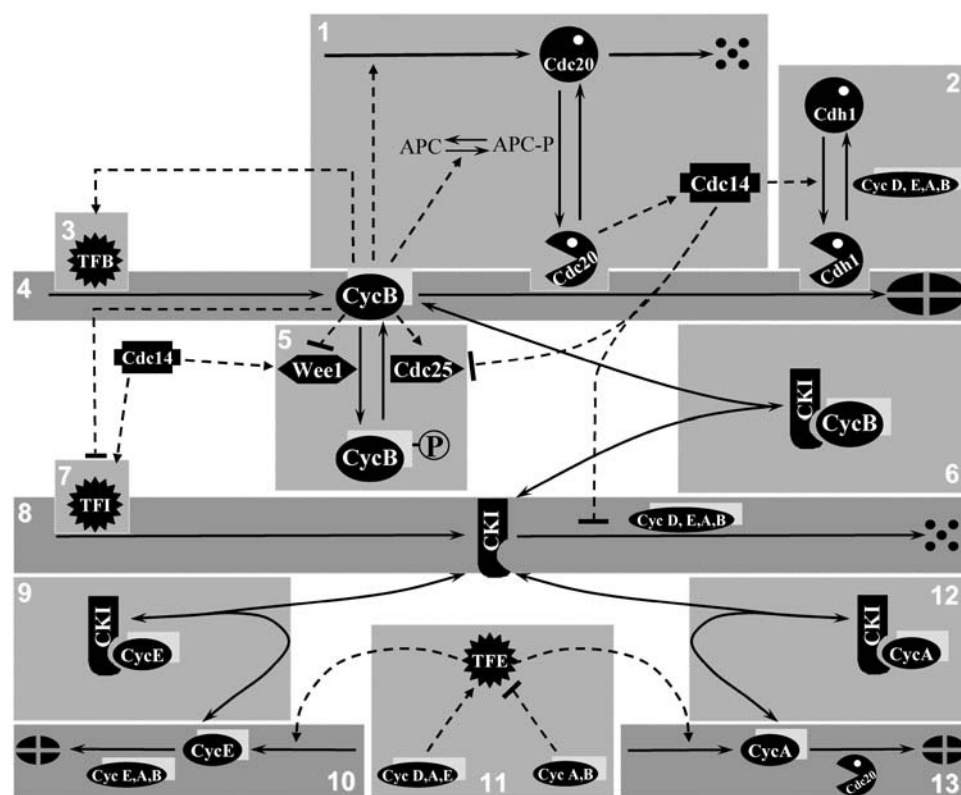 1
Cdc20
2
Cdh1
APC
APC-P
Cdc14
Cyc D, E,A,B
3
TFB
Cdc20
Cdh1
4
CycB
5
Wee1
Cdc25
Cdc14
CKI
CycB
6
CycB
P
7
TFI
8
CKI
Cyc D, E,A,B
9
CKI
CycE
12
CKI
CycA
TFE
CycE
CycA
Cyc E,A,B
10
Cyc D,A,E
11
Cyc A,B
Cdc20
13